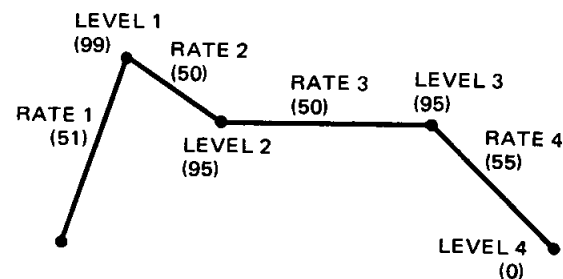 LEVEL 1
(99)
RATE 2
(50)
RATE 1
(51)
LEVEL 2
(95)
RATE 3
(50)
LEVEL 3
(95)
RATE 4
(55)
LEVEL 4
(0)